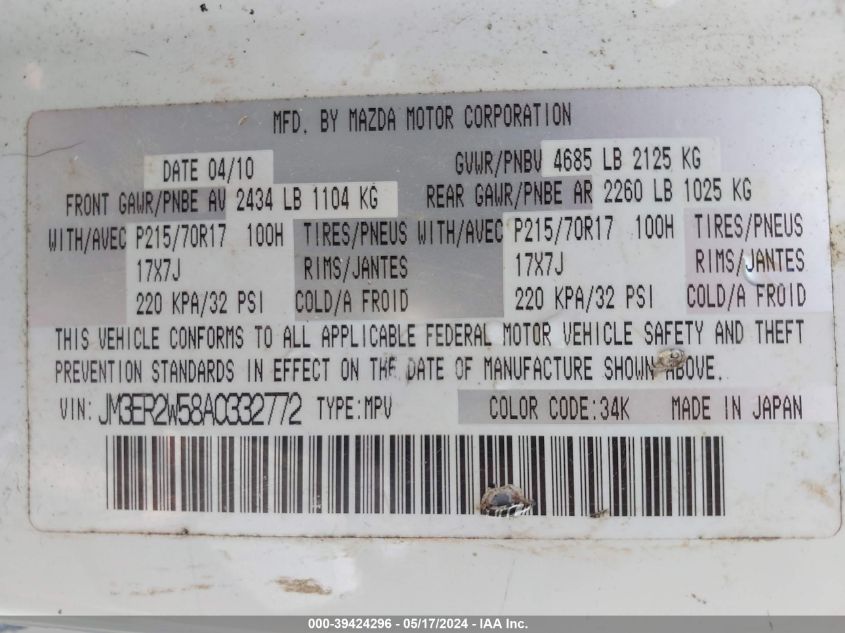 MFD. BY MAZDA MOTOR CORPORATION
DATE 04/10 GVWR/PNBV 4685 LB 2125 KG
FRONT GAWR/PNBE AV 2434 LB 1104 KG REAR GAWR/PNBE AR 2260 LB 1025 KG
WITH/AVEC P215/70R17 100H TIRES/PNEUS WITH/AVEC P215/70R17 100H TIRES/PNEUS
17X7J RIMS/JANTES 17X7J RIMS/JANTES
220 KPA/32 PSI COLD/A FROID 220 KPA/32 PSI COLD/A FROID
THIS VEHICLE CONFORMS TO ALL APPLICABLE FEDERAL MOTOR VEHICLE SAFETY AND THEFT
PREVENTION STANDARDS IN EFFECT ON THE DATE OF MANUFACTURE SHOWN ABOVE.
VIN: JM3ER2W58A0332772 TYPE:MPV COLOR CODE:34K MADE IN JAPAN
000-39424296 - 05/17/2024 - IAA Inc.